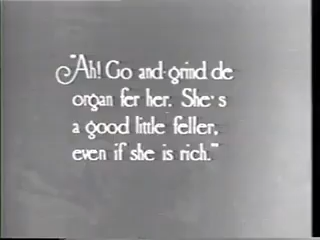 "Ah! Go and grind de
organ fer her. She's
a good little feller,
even if she is rich."